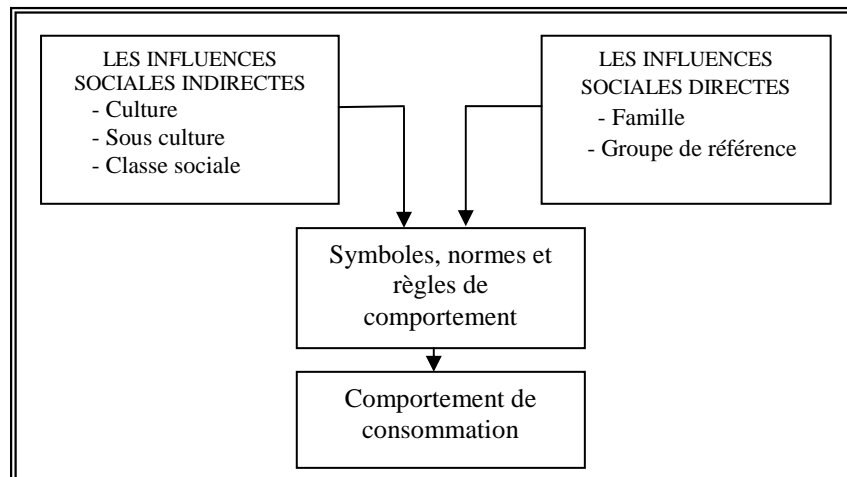 LES INFLUENCES
SOCIALES INDIRECTES
- Culture
- Sous culture
- Classe sociale
LES INFLUENCES
SOCIALES DIRECTES
- Famille
- Groupe de référence
Symboles, normes et
règles de
comportement
Comportement de
consommation